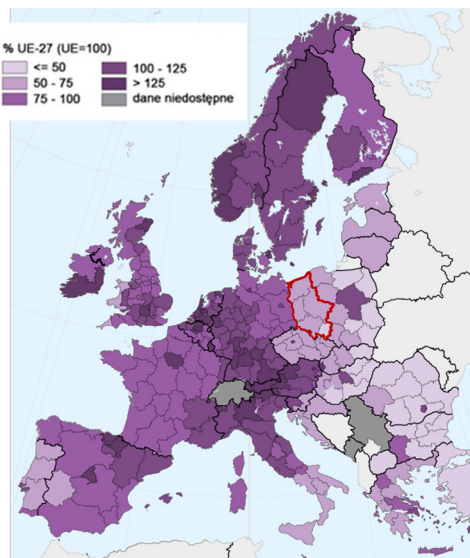 % UE-27 (UE=100)
<= 50
50 - 75
75 - 100
100 - 125
> 125
dane niedostępne